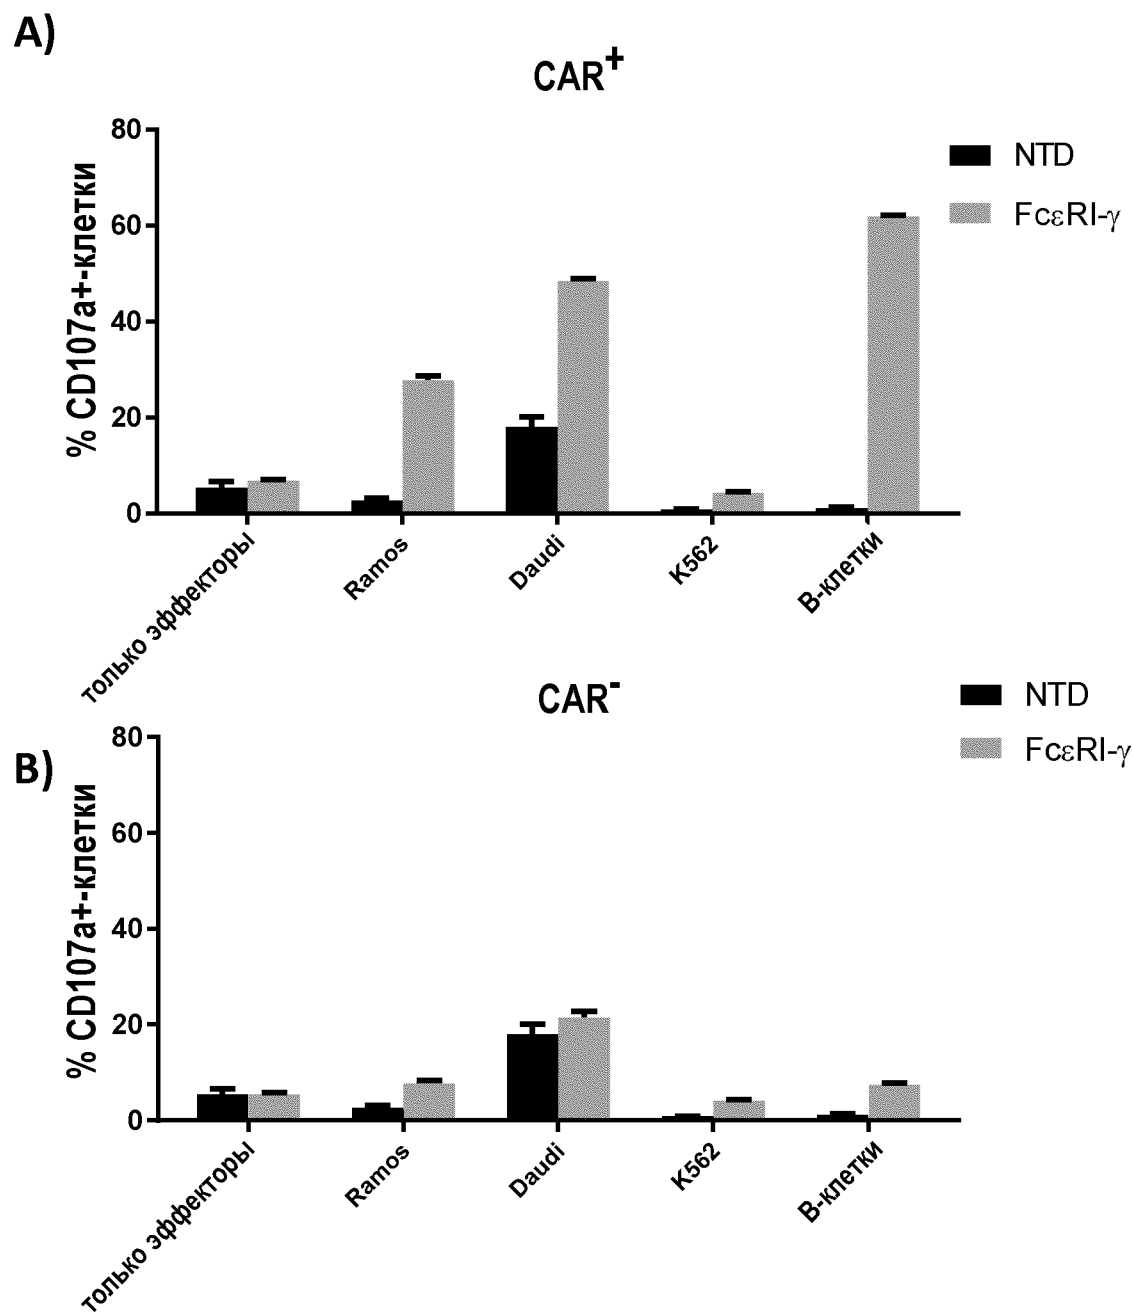 A)
CAR+
% CD107a+-клетки
80
60
40
20
0
NTD
FcεRI-γ
только эффекторы
Ramos
Daudi
K562
В-клетки
B)
CAR-
% CD107a+-клетки
80
60
40
20
0
NTD
FcεRI-γ
только эффекторы
Ramos
Daudi
K562
В-клетки